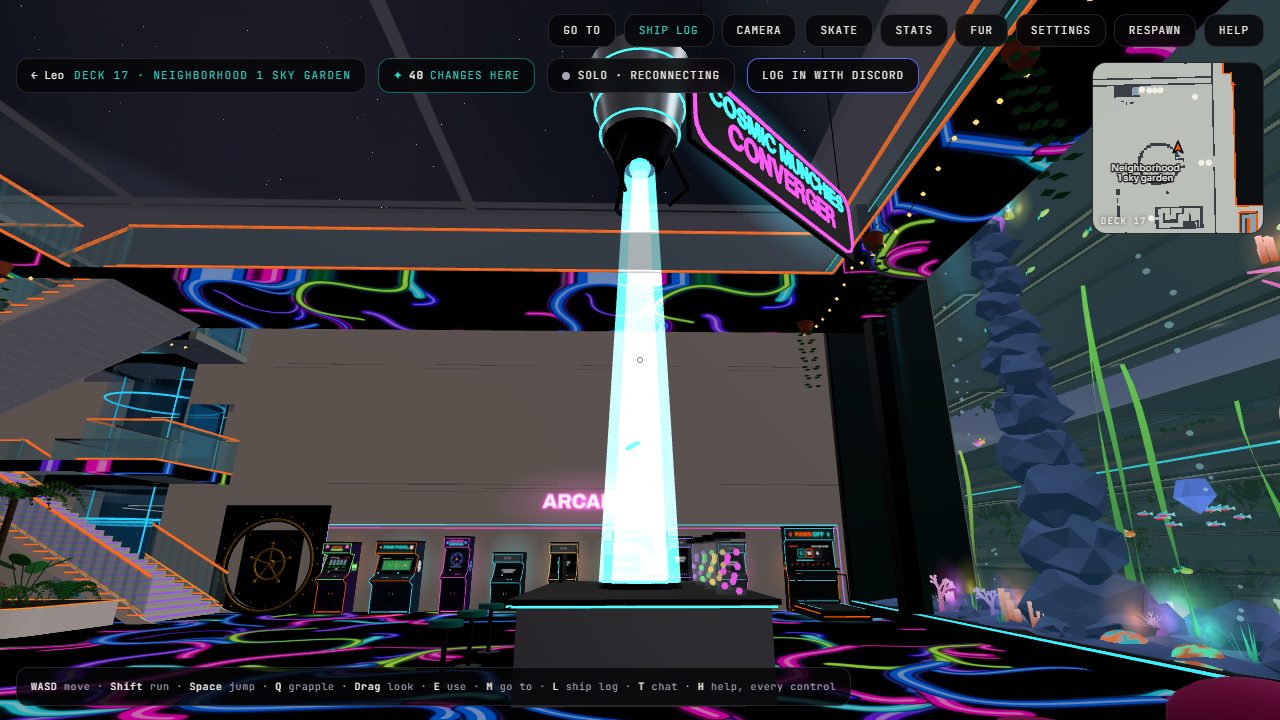 GO TO
SHIP LOG
CAMERA
SKATE
STATS
FUR
SETTINGS
RESPAWN
HELP
← Leo DECK 17 · NEIGHBORHOOD 1 SKY GARDEN
✦ 40 CHANGES HERE
SOLO · RECONNECTING
LOG IN WITH DISCORD
COSMIC MUNCHIES
CONVERGER
Neighborhood
1 sky garden
DECK 17
ARCA
PAWS OFF
WASD move · Shift run · Space jump · Q grapple · Drag look · E use · M go to · L ship log · T chat · H help, every control